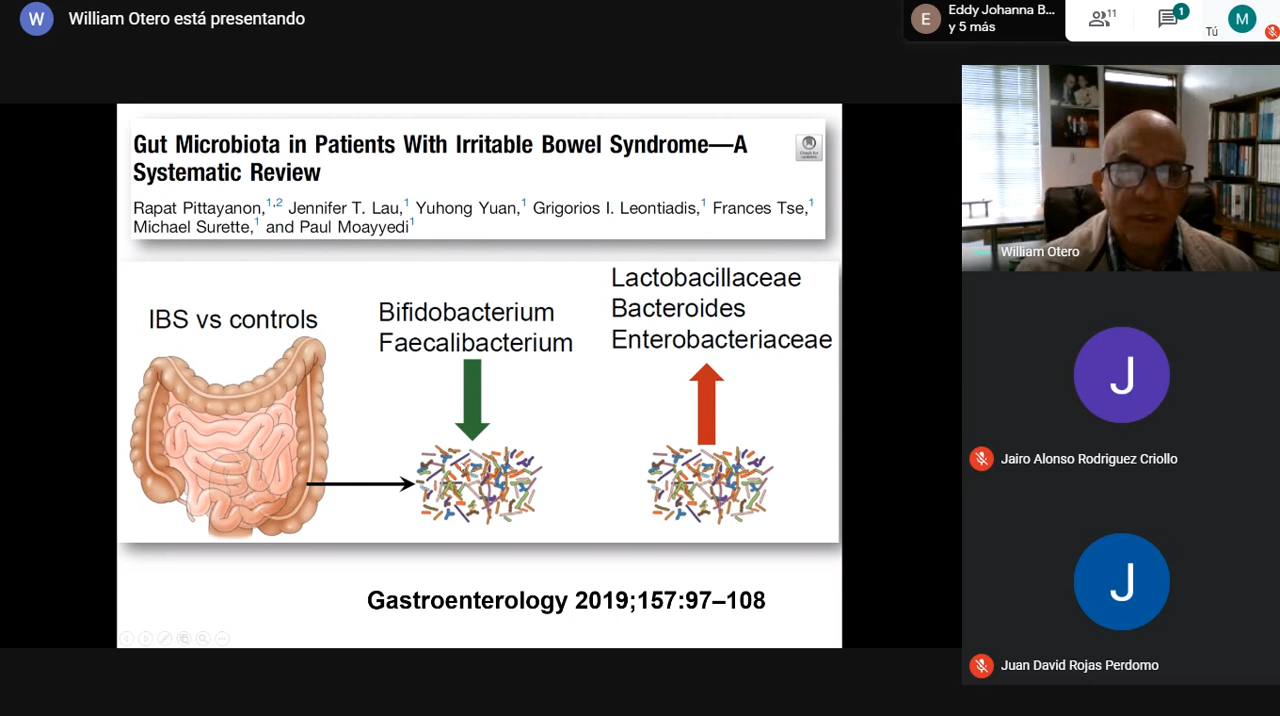 W
William Otero está presentando
E
Eddy Johanna B...
y 5 más
11
1
Tú
M
Gut Microbiota in Patients With Irritable Bowel Syndrome—A
Systematic Review
Rapat Pittayanon,1,2 Jennifer T. Lau,1 Yuhong Yuan,1 Grigorios I. Leontiadis,1 Frances Tse,1
Michael Surette,1 and Paul Moayyedi1
Check for
updates
IBS vs controls
Bifidobacterium
Faecalibacterium
Lactobacillaceae
Bacteroides
Enterobacteriaceae
Gastroenterology 2019;157:97–108
William Otero
J
Jairo Alonso Rodriguez Criollo
J
Juan David Rojas Perdomo